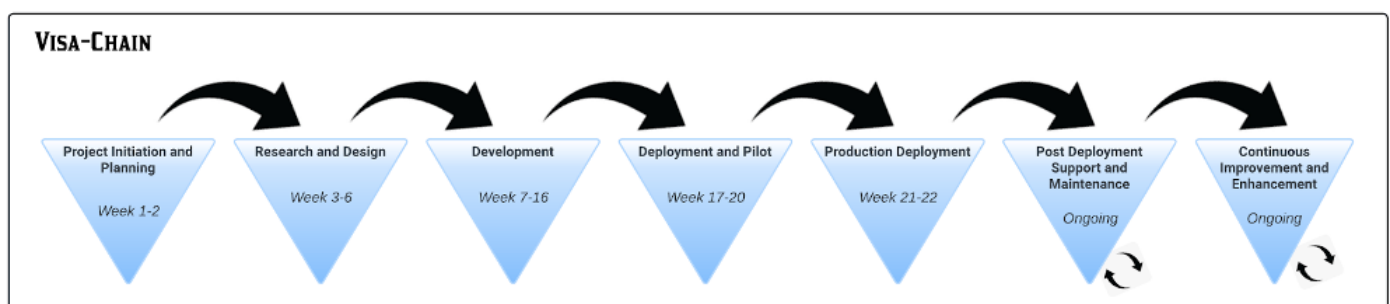 VISA-CHAIN
Project Initiation and
Planning
Week 1-2
Research and Design
Week 3-6
Development
Week 7-16
Deployment and Pilot
Week 17-20
Production Deployment
Week 21-22
Post Deployment
Support and
Maintenance
Ongoing
Continuous
Improvement and
Enhancement
Ongoing